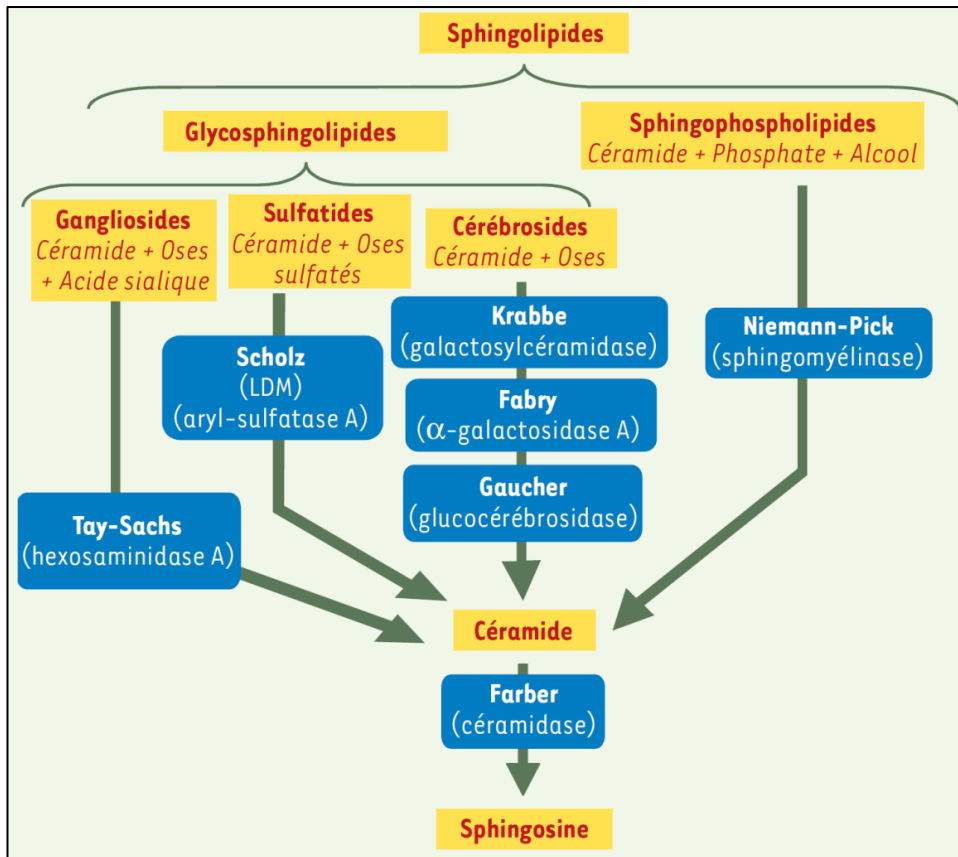 Sphingolipides
Glycosphingolipides
Sphingophospholipides
Céramide + Phosphate + Alcool
Gangliosides
Céramide + Oses
+ Acide sialique
Sulfatides
Céramide + Oses
sulfatés
Cérébrosides
Céramide + Oses
Krabbe
(galactosylcéramidase)
Niemann-Pick
(sphingomyélinase)
Scholz
(LDM)
(aryl-sulfatase A)
Fabry
(α-galactosidase A)
Gaucher
(glucocérébrosidase)
Tay-Sachs
(hexosaminidase A)
Céramide
Farber
(céramidase)
Sphingosine